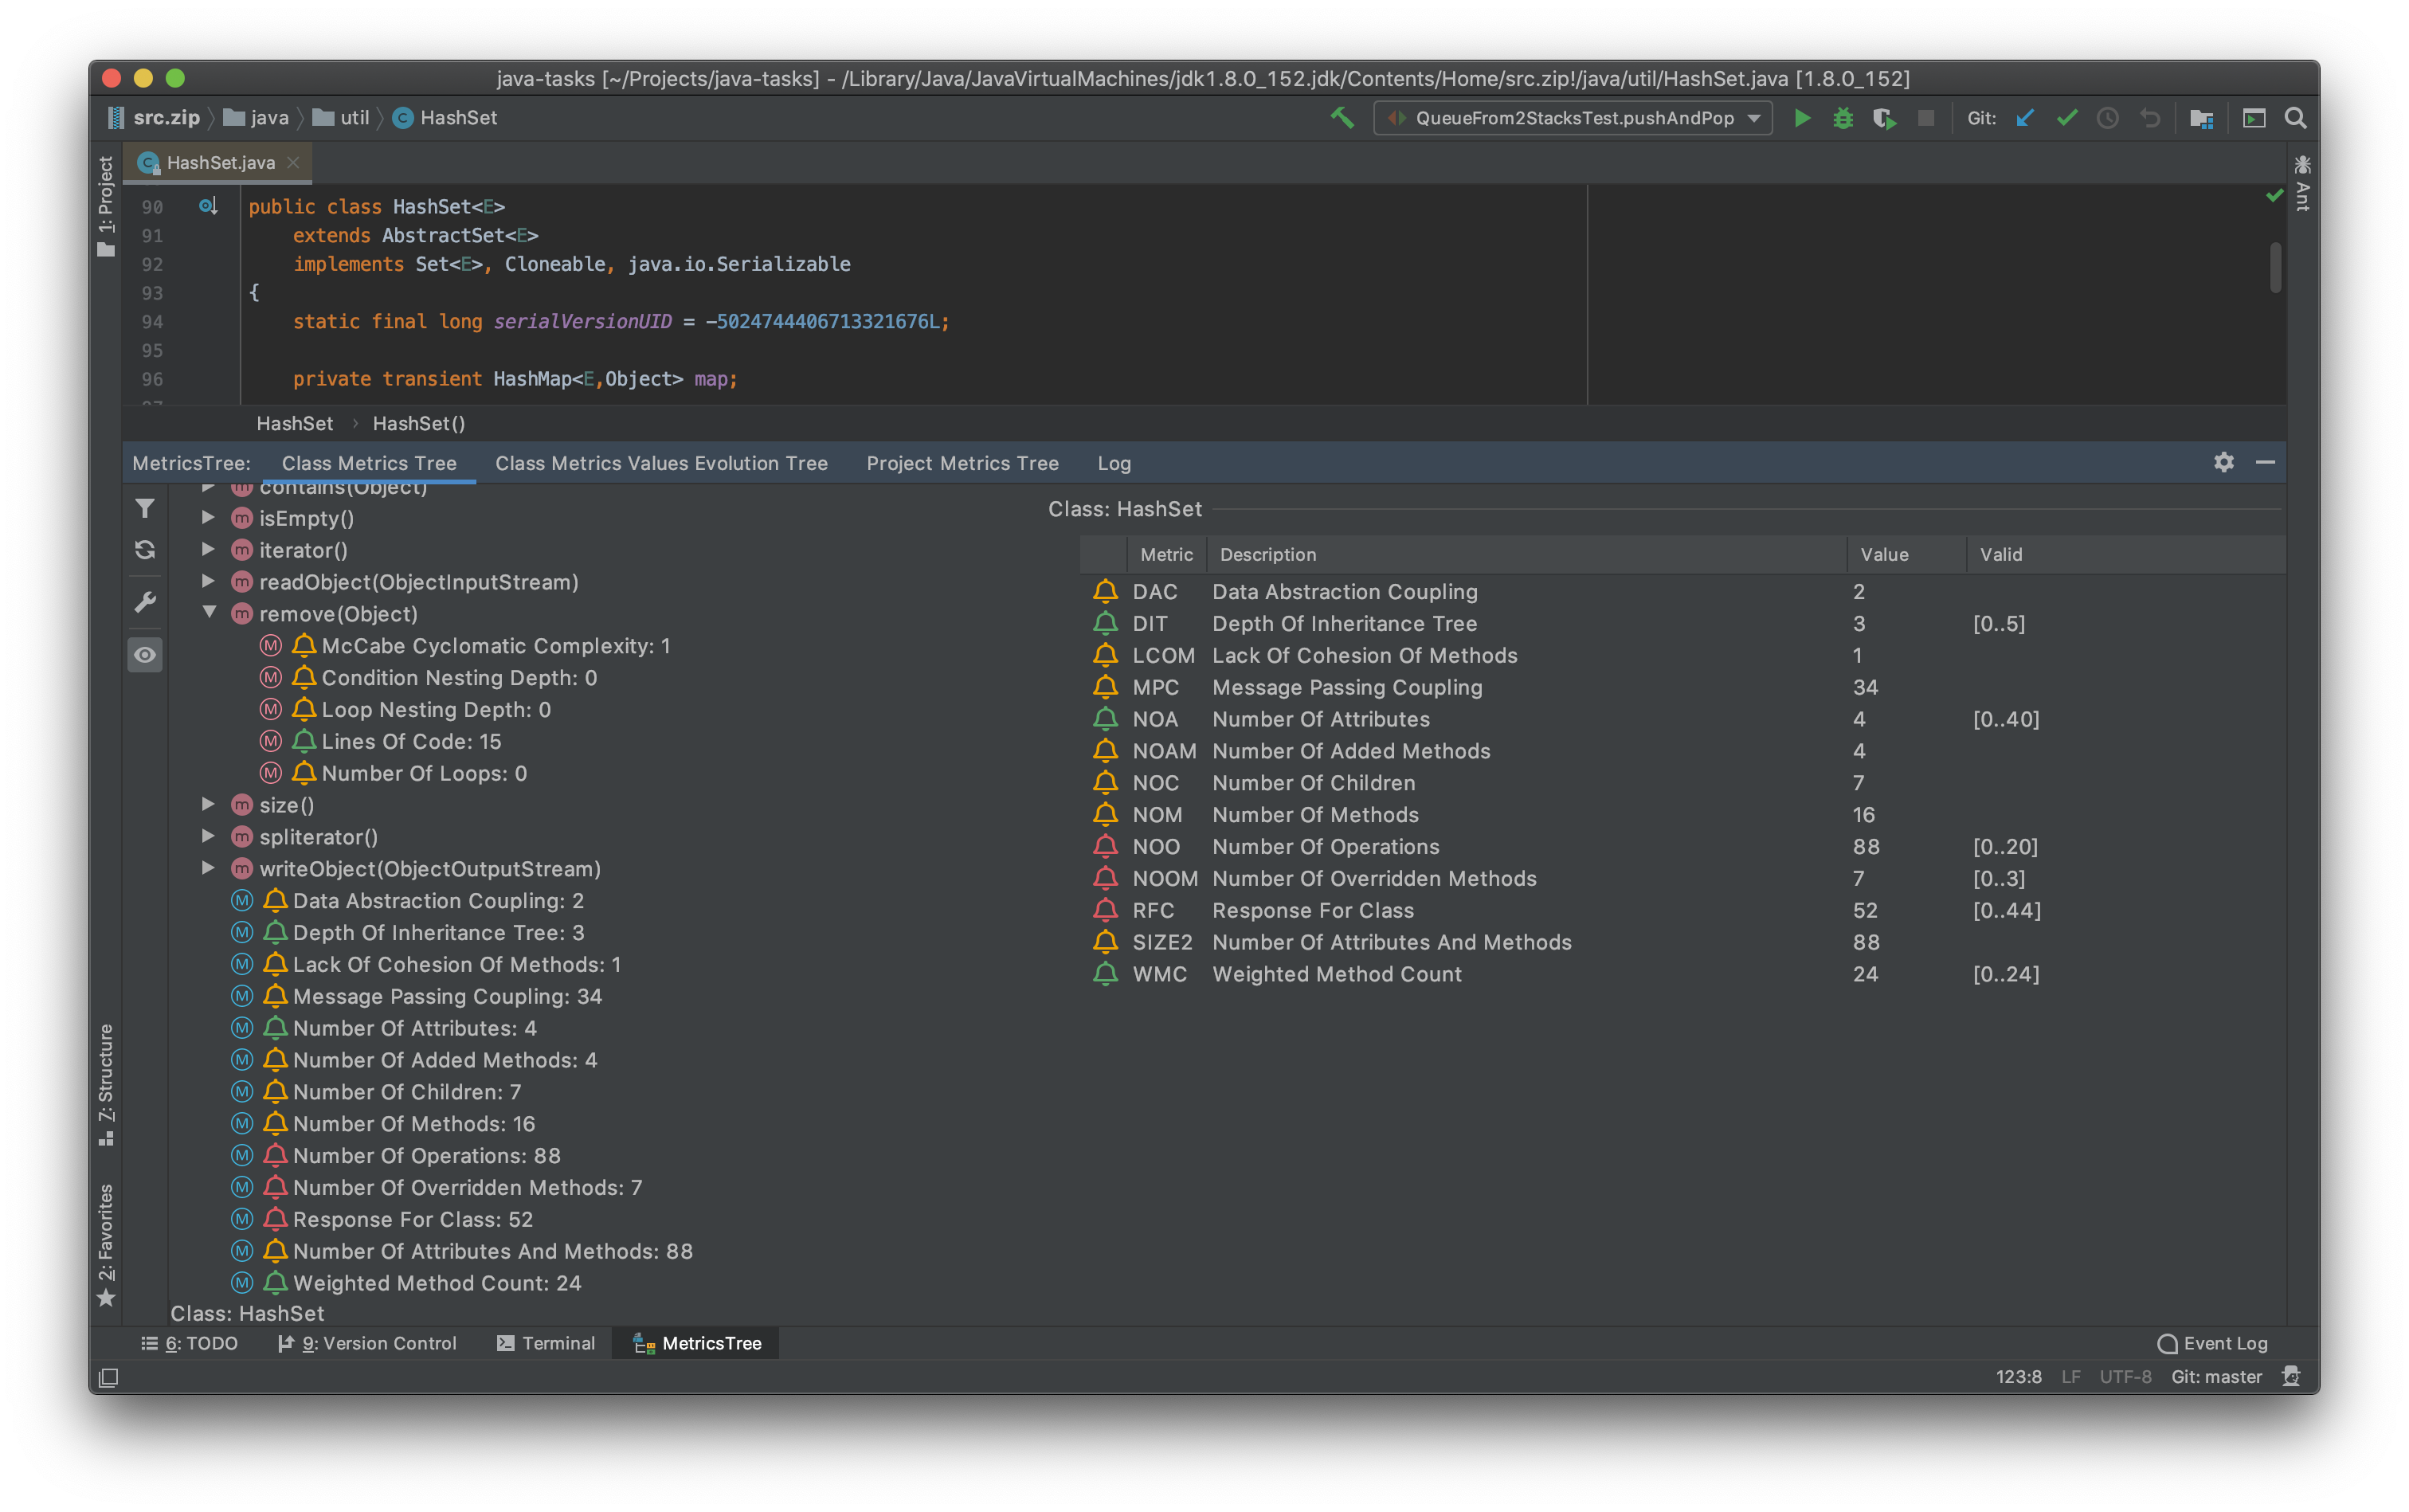 java-tasks [~/Projects/java-tasks] - /Library/Java/JavaVirtualMachines/jdk1.8.0_152.jdk/Contents/Home/src.zip!/java/util/HashSet.java [1.8.0_152]
src.zip java util HashSet QueueFrom2StacksTest.pushAndPop Git:
1: Project
HashSet.java
Ant
90 public class HashSet<E>
91 extends AbstractSet<E>
92 implements Set<E>, Cloneable, java.io.Serializable
93 {
94 static final long serialVersionUID = -5024744406713321676L;
95
96 private transient HashMap<E,Object> map;
97
HashSet HashSet()
MetricsTree: Class Metrics Tree Class Metrics Values Evolution Tree Project Metrics Tree Log
contains(Object)
isEmpty()
iterator()
readObject(ObjectInputStream)
remove(Object)
McCabe Cyclomatic Complexity: 1
Condition Nesting Depth: 0
Loop Nesting Depth: 0
Lines Of Code: 15
Number Of Loops: 0
size()
spliterator()
writeObject(ObjectOutputStream)
Data Abstraction Coupling: 2
Depth Of Inheritance Tree: 3
Lack Of Cohesion Of Methods: 1
Message Passing Coupling: 34
Number Of Attributes: 4
Number Of Added Methods: 4
Number Of Children: 7
Number Of Methods: 16
Number Of Operations: 88
Number Of Overridden Methods: 7
Response For Class: 52
Number Of Attributes And Methods: 88
Weighted Method Count: 24
Class: HashSet
Class: HashSet
Metric Description Value Valid
DAC Data Abstraction Coupling 2
DIT Depth Of Inheritance Tree 3 [0..5]
LCOM Lack Of Cohesion Of Methods 1
MPC Message Passing Coupling 34
NOA Number Of Attributes 4 [0..40]
NOAM Number Of Added Methods 4
NOC Number Of Children 7
NOM Number Of Methods 16
NOO Number Of Operations 88 [0..20]
NOOM Number Of Overridden Methods 7 [0..3]
RFC Response For Class 52 [0..44]
SIZE2 Number Of Attributes And Methods 88
WMC Weighted Method Count 24 [0..24]
7: Structure
2: Favorites
6: TODO 9: Version Control Terminal MetricsTree Event Log
123:8 LF UTF-8 Git: master